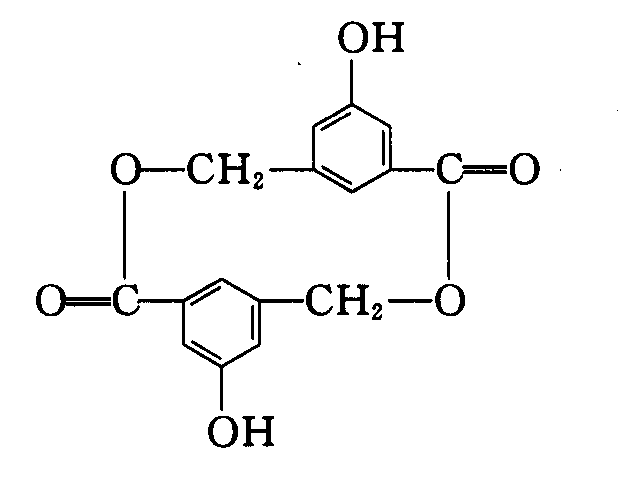 OH
O—CH₂ C=O
O=C CH₂—O
OH